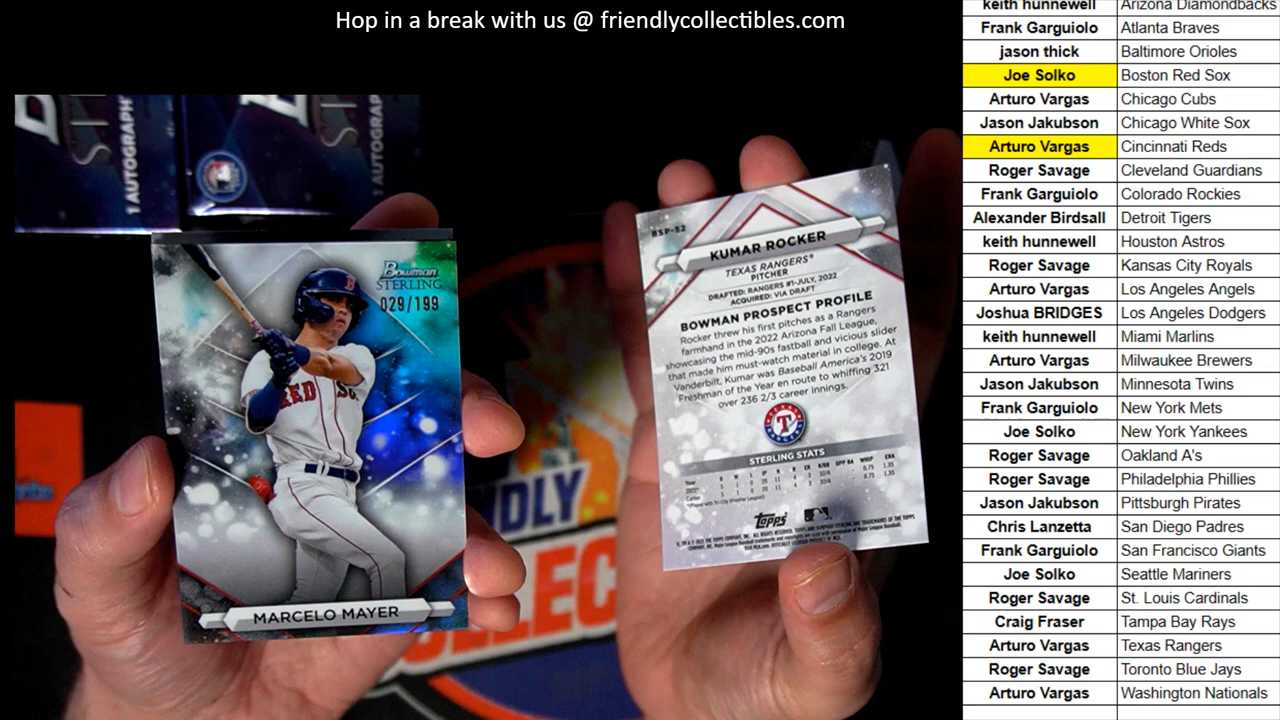 Hop in a break with us @ friendlycollectibles.com
1 AUTOGRAPH
1 AUTOGRAPH
Bowman
STERLING
029/199
RED SO
MARCELO MAYER
BSP-52
KUMAR ROCKER
TEXAS RANGERS®
PITCHER
DRAFTED: RANGERS #1-JULY, 2022
ACQUIRED: VIA DRAFT
BOWMAN PROSPECT PROFILE
Rocker threw his first pitches as a Rangers
farmhand in the 2022 Arizona Fall League,
showcasing the mid-90s fastball and vicious slider
that made him must-watch material in college. At
Vanderbilt, Kumar was Baseball America's 2019
Freshman of the Year en route to whiffing 321
over 236 2/3 career innings.
T
STERLING STATS
Topps
NDLY
COLLEC
keith hunnewell Arizona Diamondbacks
Frank Garguiolo Atlanta Braves
jason thick Baltimore Orioles
Joe Solko Boston Red Sox
Arturo Vargas Chicago Cubs
Jason Jakubson Chicago White Sox
Arturo Vargas Cincinnati Reds
Roger Savage Cleveland Guardians
Frank Garguiolo Colorado Rockies
Alexander Birdsall Detroit Tigers
keith hunnewell Houston Astros
Roger Savage Kansas City Royals
Arturo Vargas Los Angeles Angels
Joshua BRIDGES Los Angeles Dodgers
keith hunnewell Miami Marlins
Arturo Vargas Milwaukee Brewers
Jason Jakubson Minnesota Twins
Frank Garguiolo New York Mets
Joe Solko New York Yankees
Roger Savage Oakland A's
Roger Savage Philadelphia Phillies
Jason Jakubson Pittsburgh Pirates
Chris Lanzetta San Diego Padres
Frank Garguiolo San Francisco Giants
Joe Solko Seattle Mariners
Roger Savage St. Louis Cardinals
Craig Fraser Tampa Bay Rays
Arturo Vargas Texas Rangers
Roger Savage Toronto Blue Jays
Arturo Vargas Washington Nationals